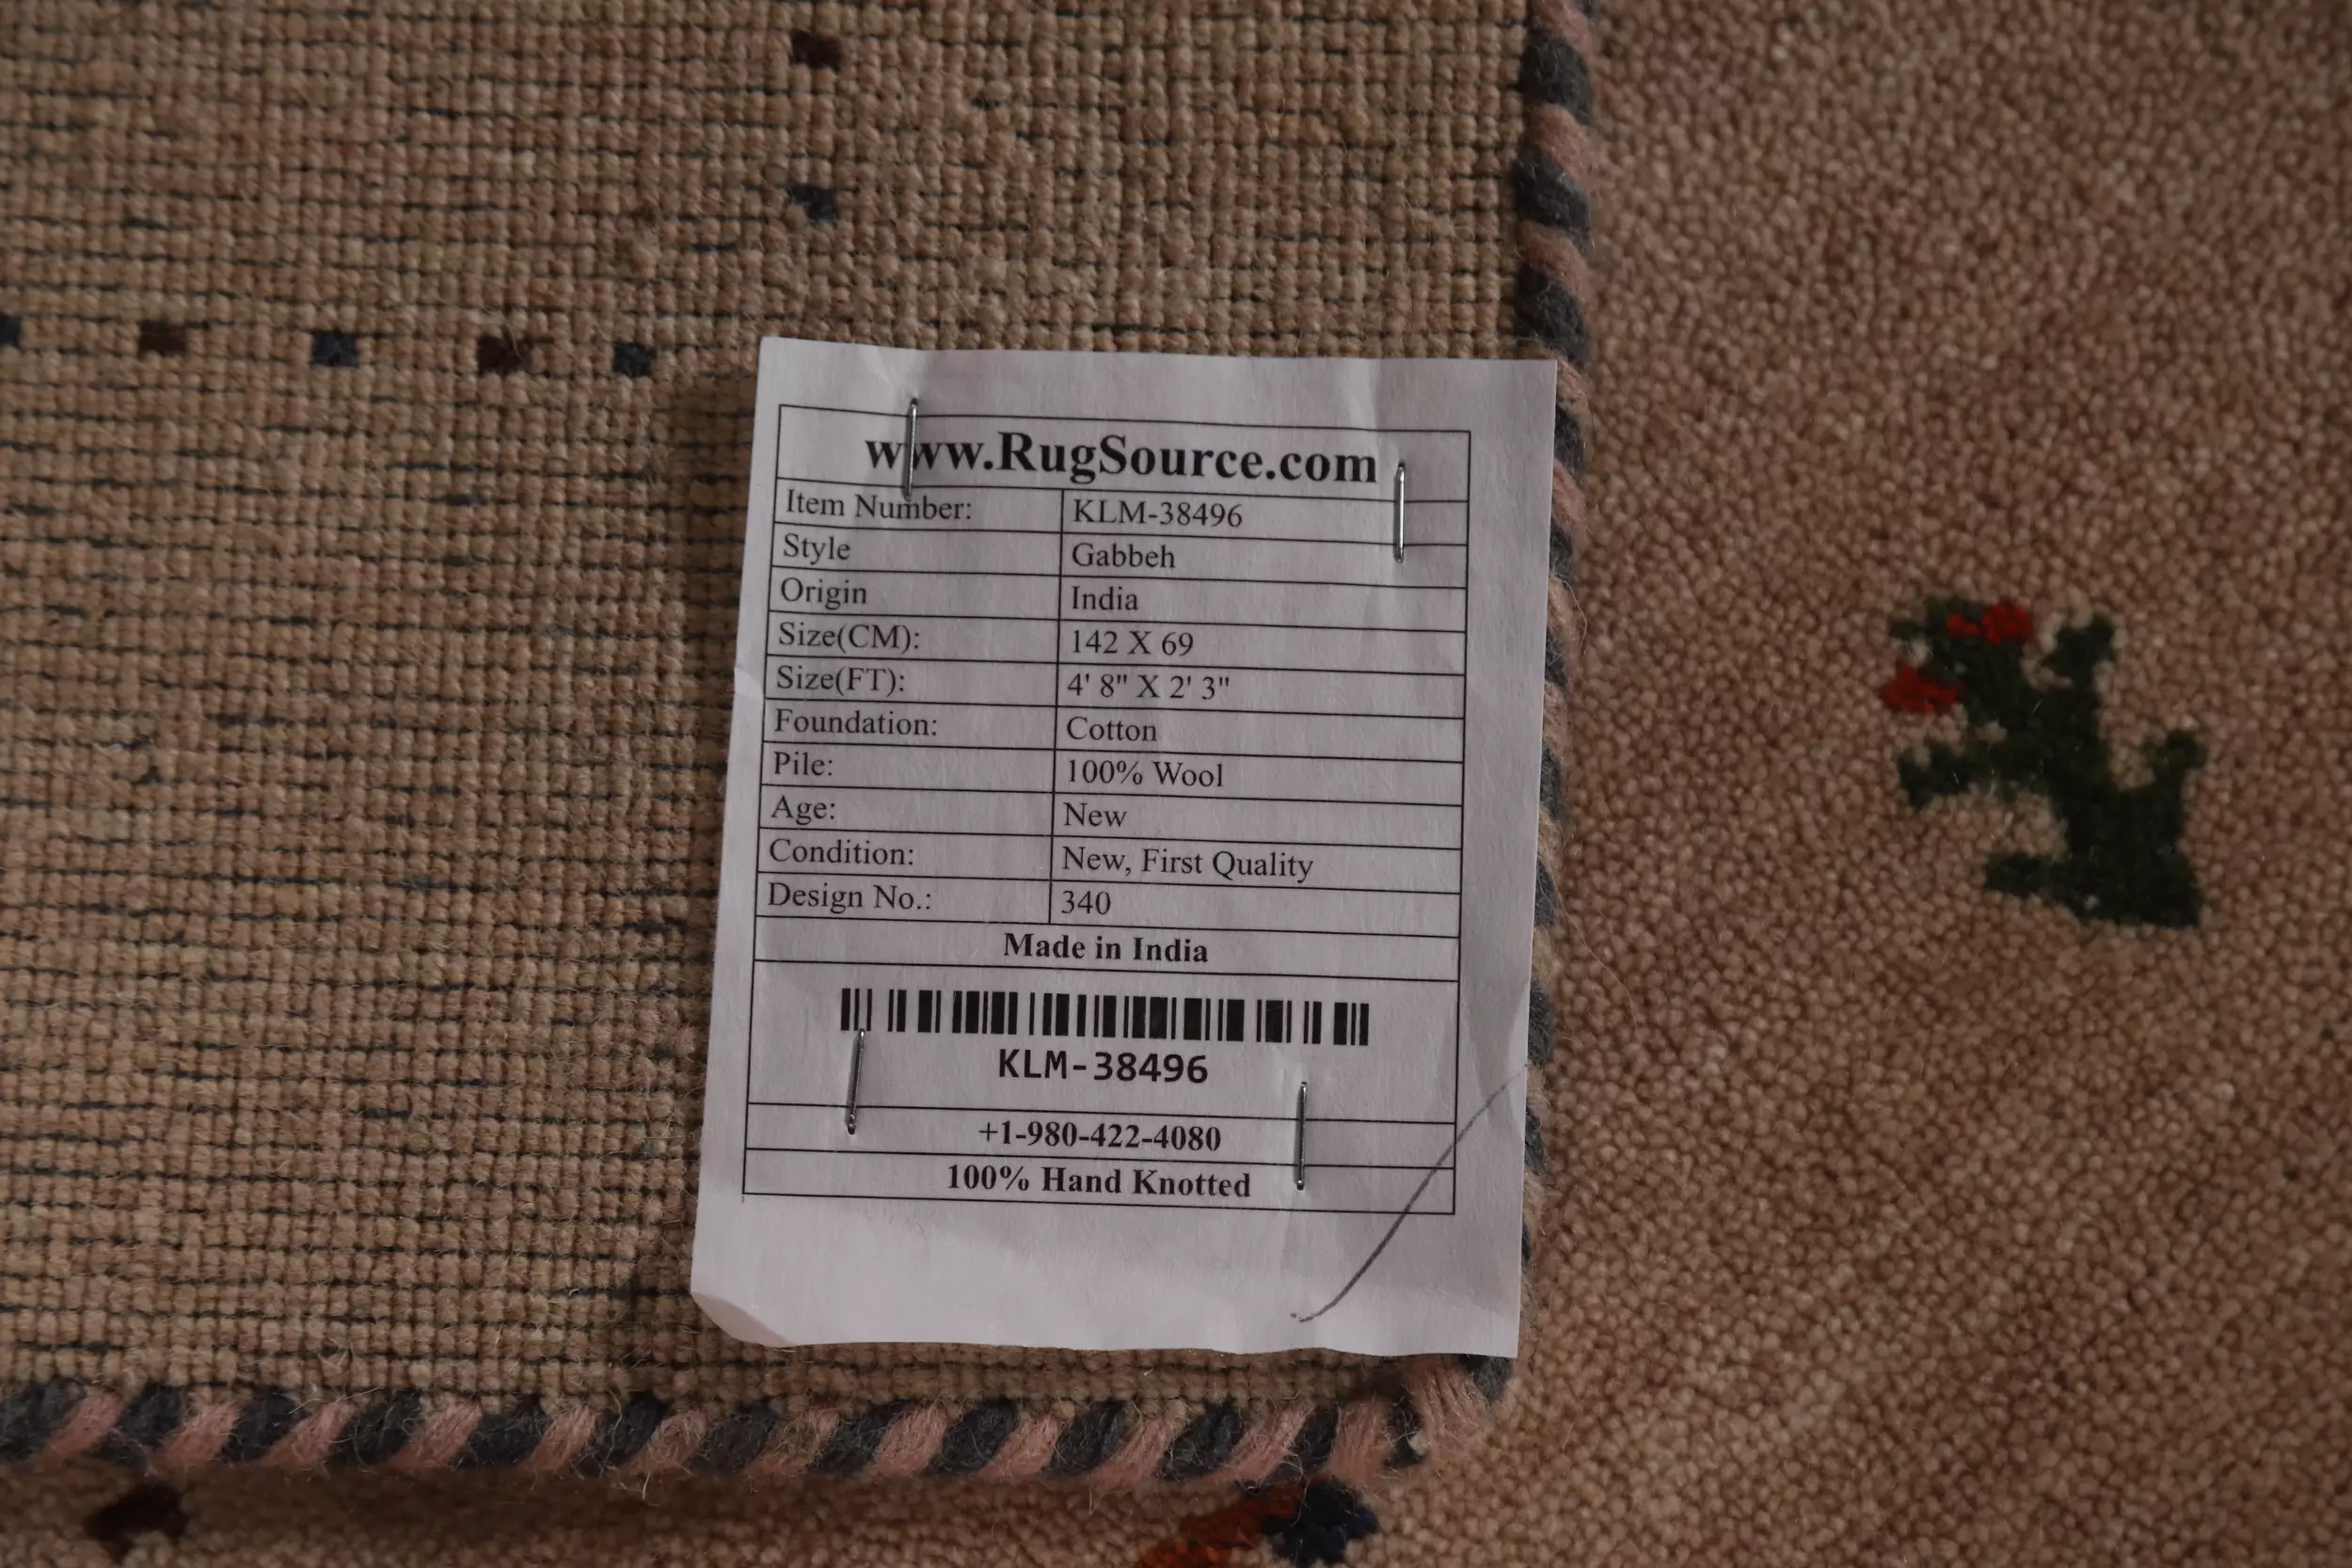 www.RugSource.com
Item Number: KLM-38496
Style Gabbeh
Origin India
Size(CM): 142 X 69
Size(FT): 4' 8" X 2' 3"
Foundation: Cotton
Pile: 100% Wool
Age: New
Condition: New, First Quality
Design No.: 340
Made in India
KLM-38496
+1-980-422-4080
100% Hand Knotted